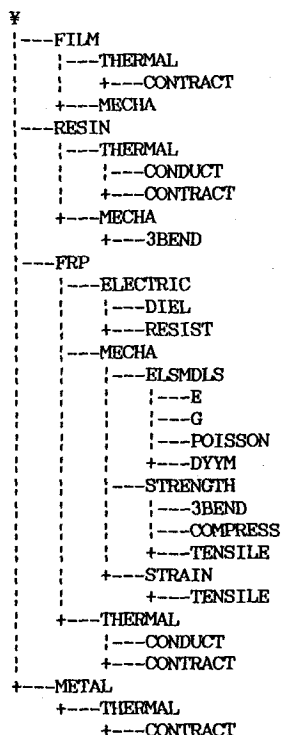 ¥
¦---FILM
¦   ¦---THERMAL
¦   ¦   +---CONTRACT
¦   +---MECHA
¦---RESIN
¦   ¦---THERMAL
¦   ¦   ¦---CONDUCT
¦   ¦   +---CONTRACT
¦   +---MECHA
¦       +---3BEND
¦---FRP
¦   ¦---ELECTRIC
¦   ¦   ¦---DIEL
¦   ¦   +---RESIST
¦   ¦---MECHA
¦   ¦   ¦---ELSMDLS
¦   ¦   ¦   ¦---E
¦   ¦   ¦   ¦---G
¦   ¦   ¦   ¦---POISSON
¦   ¦   ¦   +---DYYM
¦   ¦   ¦---STRENGTH
¦   ¦   ¦   ¦---3BEND
¦   ¦   ¦   ¦---COMPRESS
¦   ¦   ¦   +---TENSILE
¦   ¦   +---STRAIN
¦   ¦       +---TENSILE
¦   +---THERMAL
¦       ¦---CONDUCT
¦       +---CONTRACT
+---METAL
    +---THERMAL
        +---CONTRACT